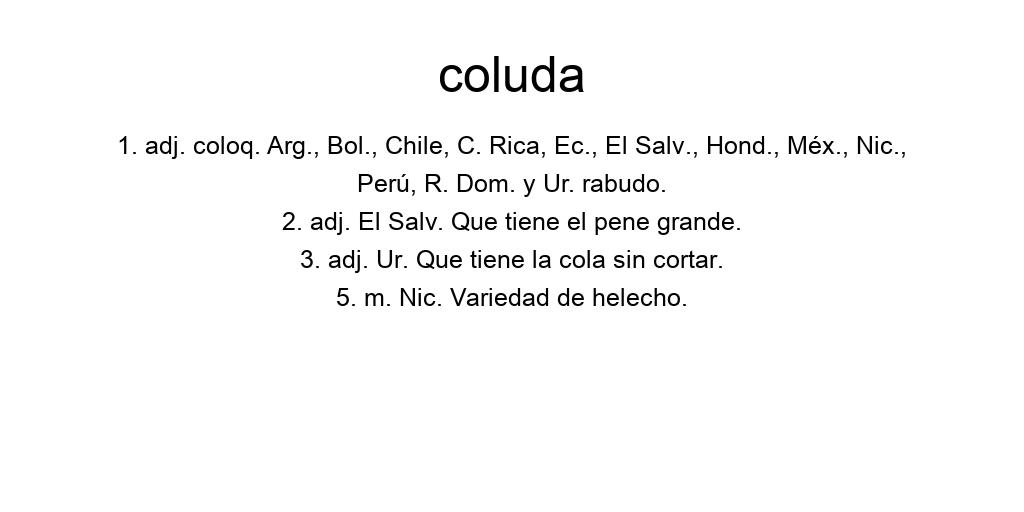 coluda
1. adj. coloq. Arg., Bol., Chile, C. Rica, Ec., El Salv., Hond., Méx., Nic.,
Perú, R. Dom. y Ur. rabudo.
2. adj. El Salv. Que tiene el pene grande.
3. adj. Ur. Que tiene la cola sin cortar.
5. m. Nic. Variedad de helecho.